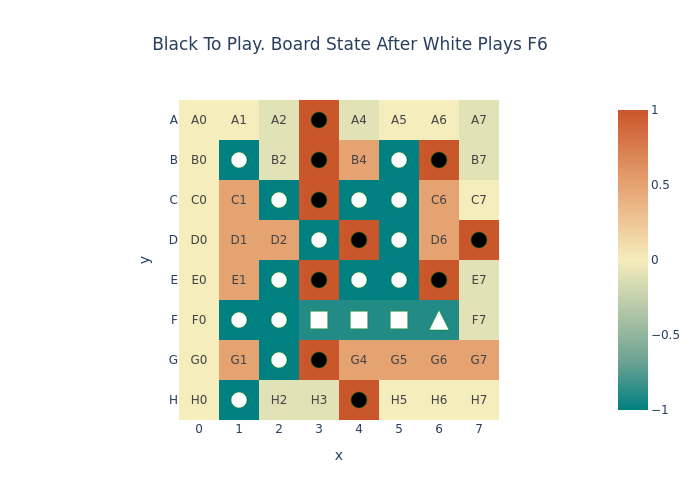 Black To Play. Board State After White Plays F6
A A0 A1 A2 A4 A5 A6 A7
B B0 B2 B4 B7
C C0 C1 C6 C7
D D0 D1 D2 D6
E E0 E1 E7
F F0 F7
G G0 G1 G4 G5 G6 G7
H H0 H2 H3 H5 H6 H7
0 1 2 3 4 5 6 7
x
y
1
0.5
0
−0.5
−1